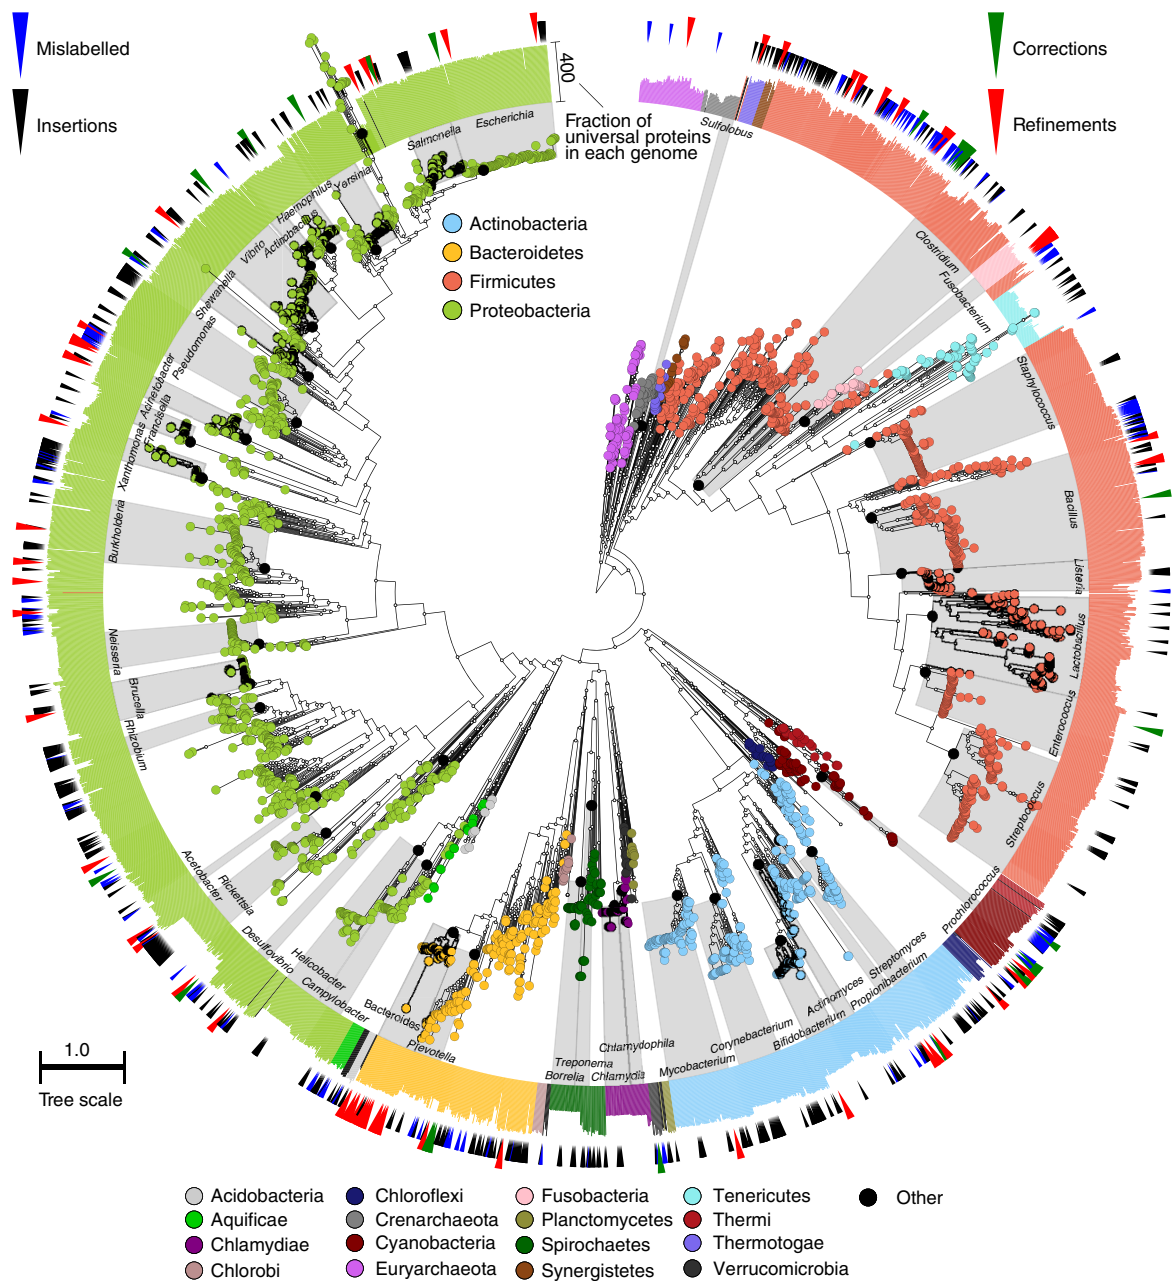 Mislabelled
Insertions
Corrections
Refinements
400
Fraction of
universal proteins
in each genome
Actinobacteria
Bacteroidetes
Firmicutes
Proteobacteria
Escherichia
Salmonella
Yersinia
Haemophilus
Actinobacillus
Vibrio
Shewanella
Pseudomonas
Acinetobacter
Francisella
Xanthomonas
Burkholderia
Neisseria
Brucella
Rhizobium
Acetobacter
Rickettsia
Desulfovibrio
Helicobacter
Campylobacter
Bacteroides
Prevotella
Treponema
Borrelia
Chlamydophila
Chlamydia
Mycobacterium
Corynebacterium
Bifidobacterium
Actinomyces
Propionibacterium
Streptomyces
Prochlorococcus
Streptococcus
Enterococcus
Lactobacillus
Listeria
Bacillus
Staphylococcus
Fusobacterium
Clostridium
Sulfolobus
1.0
Tree scale
Acidobacteria
Aquificae
Chlamydiae
Chlorobi
Chloroflexi
Crenarchaeota
Cyanobacteria
Euryarchaeota
Fusobacteria
Planctomycetes
Spirochaetes
Synergistetes
Tenericutes
Thermi
Thermotogae
Verrucomicrobia
Other